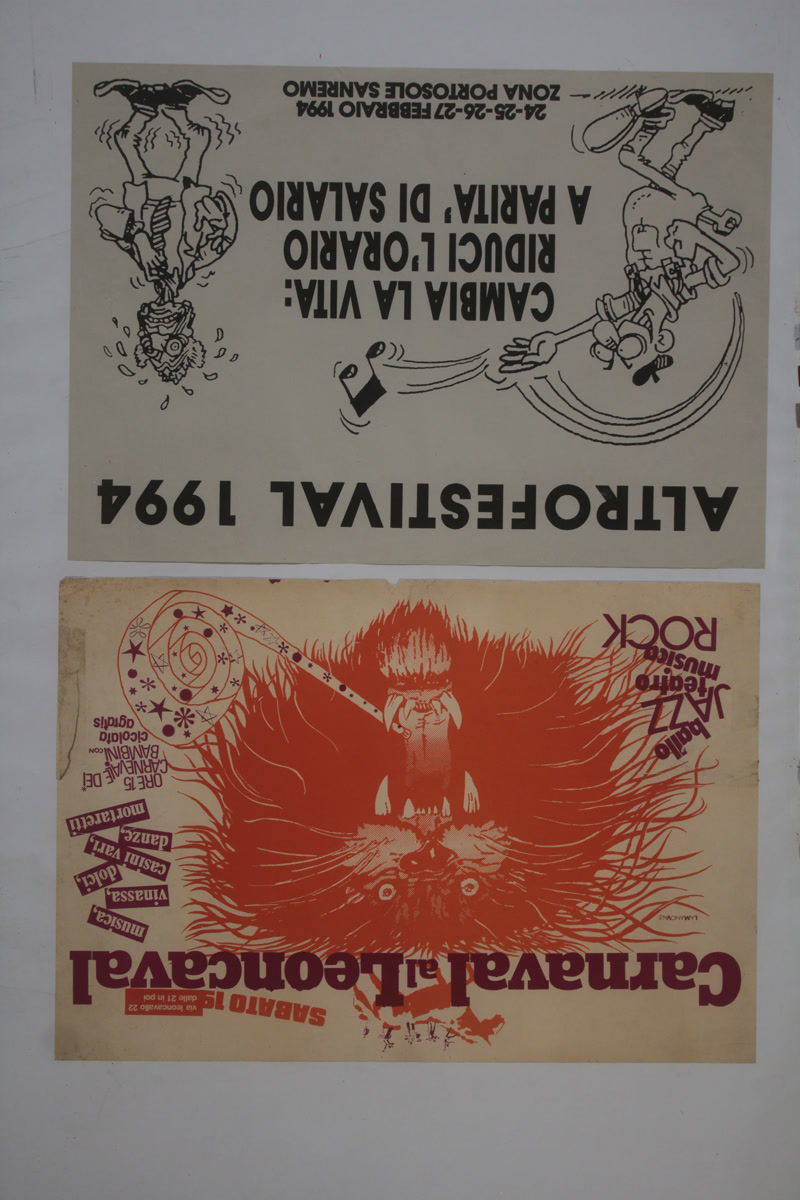 Carnaval al Leoncaval
SABATO 19
via leoncavallo 22
dalle 21 in poi
musica,
vinassa,
dolci,
casini vari,
danze,
mortaretti
ORE 15
CARNEVALE DEI
BAMBINI CON
cicolata
agratis
ballo
JAZZ
teatro
musica
ROCK
ALTROFESTIVAL 1994
CAMBIA LA VITA:
RIDUCI L'ORARIO
A PARITA' DI SALARIO
24-25-26-27 FEBBRAIO 1994
ZONA PORTOSOLE SANREMO